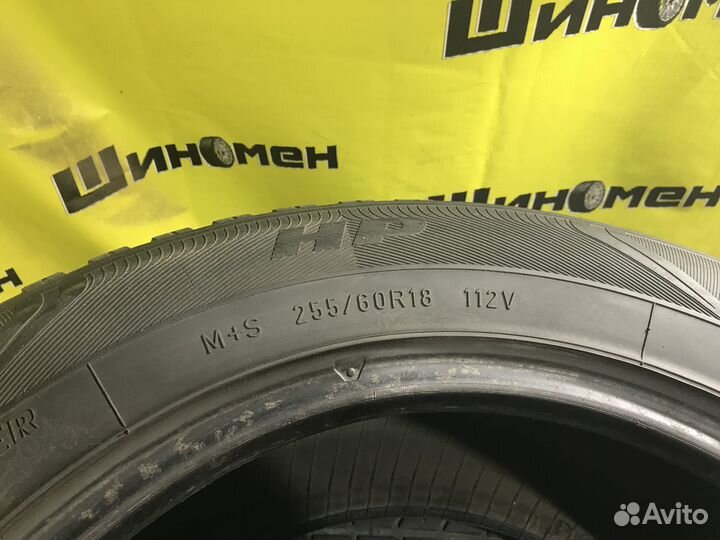 Шиномен
Шиномен
Шиномен
HP
M+S 255/60R18 112V
Avito